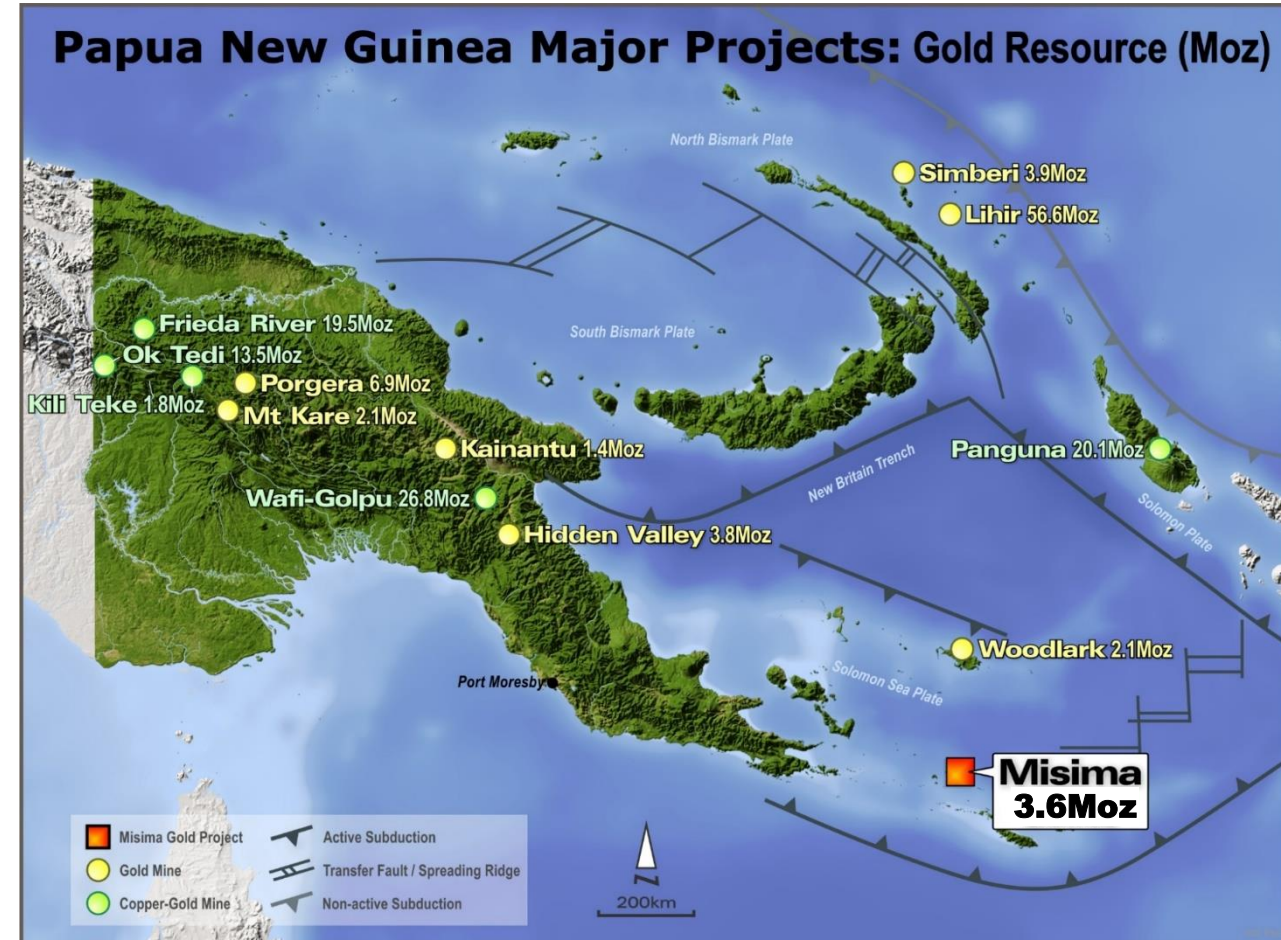 Papua New Guinea Major Projects: Gold Resource (Moz)
North Bismark Plate
Simberi 3.9Moz
Lihir 56.6Moz
Frieda River 19.5Moz
South Bismark Plate
Ok Tedi 13.5Moz
Porgera 6.9Moz
Kili Teke 1.8Moz
Mt Kare 2.1Moz
Kainantu 1.4Moz
Panguna 20.1Moz
New Britain Trench
Wafi-Golpu 26.8Moz
Solomon Plate
Hidden Valley 3.8Moz
Woodlark 2.1Moz
Port Moresby
Solomon Sea Plate
Misima
3.6Moz
Misima Gold Project
Active Subduction
Gold Mine
Transfer Fault / Spreading Ridge
Copper-Gold Mine
Non-active Subduction
N
200km